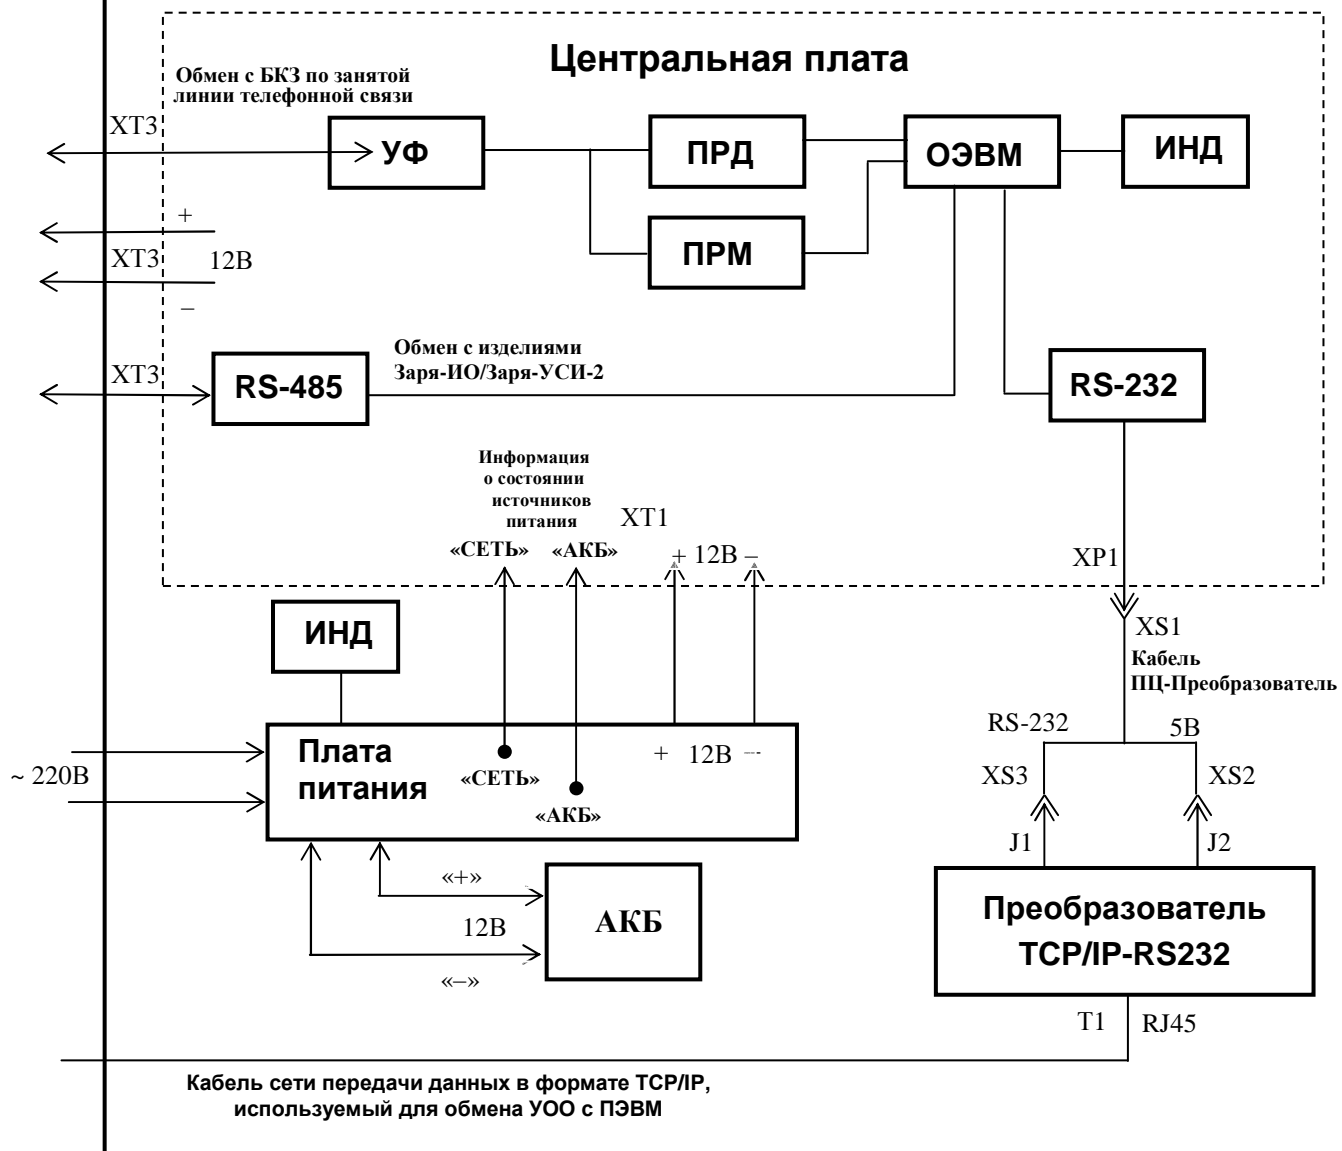 Центральная плата
Обмен с БКЗ по занятой
линии телефонной связи
ХТ3
УФ
ПРД
ОЭВМ
ИНД
ПРМ
+
ХТ3
12В
–
ХТ3
RS-485
Обмен с изделиями
Заря-ИО/Заря-УСИ-2
RS-232
Информация
о состоянии
источников
питания
ХТ1
«СЕТЬ»
«АКБ»
+ 12В –
ХР1
ИНД
XS1
Кабель
ПЦ-Преобразователь
RS-232
5В
Плата
питания
«СЕТЬ»
«АКБ»
+ 12В ---
~ 220В
XS3
XS2
J1
J2
«+»
12В
«–»
АКБ
Преобразователь
TCP/IP-RS232
T1
RJ45
Кабель сети передачи данных в формате TCP/IP,
используемый для обмена УОО с ПЭВМ